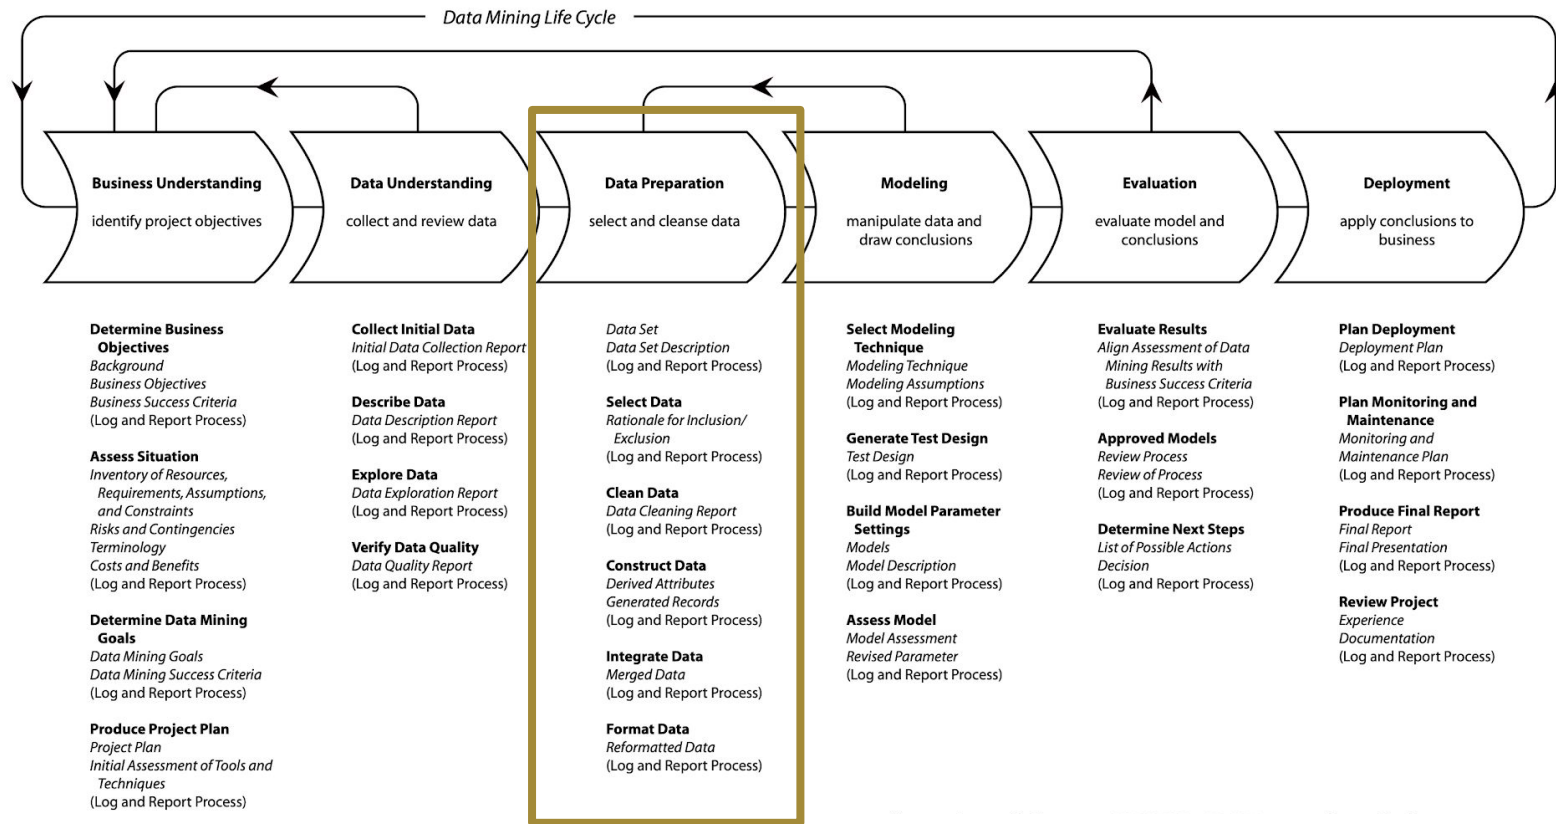 Data Mining Life Cycle
Business Understanding
identify project objectives
Data Understanding
collect and review data
Data Preparation
select and cleanse data
Modeling
manipulate data and
draw conclusions
Evaluation
evaluate model and
conclusions
Deployment
apply conclusions to
business
Determine Business
Objectives
Background
Business Objectives
Business Success Criteria
(Log and Report Process)
Assess Situation
Inventory of Resources,
Requirements, Assumptions,
and Constraints
Risks and Contingencies
Terminology
Costs and Benefits
(Log and Report Process)
Determine Data Mining
Goals
Data Mining Goals
Data Mining Success Criteria
(Log and Report Process)
Produce Project Plan
Project Plan
Initial Assessment of Tools and
Techniques
(Log and Report Process)
Collect Initial Data
Initial Data Collection Report
(Log and Report Process)
Describe Data
Data Description Report
(Log and Report Process)
Explore Data
Data Exploration Report
(Log and Report Process)
Verify Data Quality
Data Quality Report
(Log and Report Process)
Data Set
Data Set Description
(Log and Report Process)
Select Data
Rationale for Inclusion/
Exclusion
(Log and Report Process)
Clean Data
Data Cleaning Report
(Log and Report Process)
Construct Data
Derived Attributes
Generated Records
(Log and Report Process)
Integrate Data
Merged Data
(Log and Report Process)
Format Data
Reformatted Data
(Log and Report Process)
Select Modeling
Technique
Modeling Technique
Modeling Assumptions
(Log and Report Process)
Generate Test Design
Test Design
(Log and Report Process)
Build Model Parameter
Settings
Models
Model Description
(Log and Report Process)
Assess Model
Model Assessment
Revised Parameter
(Log and Report Process)
Evaluate Results
Align Assessment of Data
Mining Results with
Business Success Criteria
(Log and Report Process)
Approved Models
Review Process
Review of Process
(Log and Report Process)
Determine Next Steps
List of Possible Actions
Decision
(Log and Report Process)
Plan Deployment
Deployment Plan
(Log and Report Process)
Plan Monitoring and
Maintenance
Monitoring and
Maintenance Plan
(Log and Report Process)
Produce Final Report
Final Report
Final Presentation
(Log and Report Process)
Review Project
Experience
Documentation
(Log and Report Process)